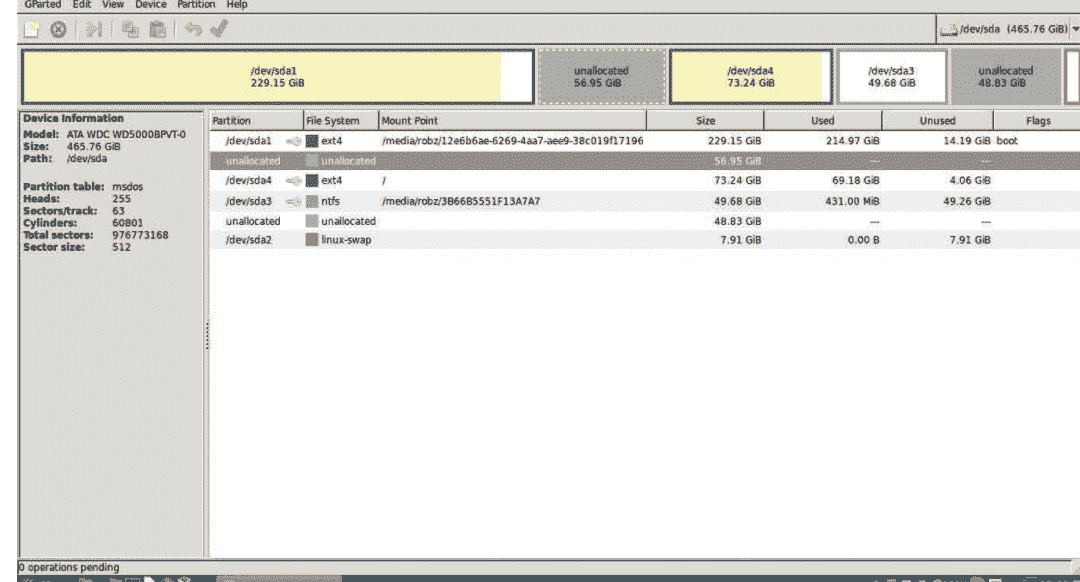 GParted Edit View Device Partition Help
/dev/sda (465.76 GiB)
/dev/sda1
229.15 GiB
unallocated
56.95 GiB
/dev/sda4
73.24 GiB
/dev/sda3
49.68 GiB
unallocated
48.83 GiB
Device Information
Model: ATA WDC WD5000BPVT-0
Size: 465.76 GiB
Path: /dev/sda
Partition table: msdos
Heads: 255
Sectors/track: 63
Cylinders: 60801
Total sectors: 976773168
Sector size: 512
Partition File System Mount Point Size Used Unused Flags
/dev/sda1 ext4 /media/robz/12e6b6ae-6269-4aa7-aee9-38c019f17196 229.15 GiB 214.97 GiB 14.19 GiB boot
unallocated unallocated 56.95 GiB --- ---
/dev/sda4 ext4 / 73.24 GiB 69.18 GiB 4.06 GiB
/dev/sda3 ntfs /media/robz/3B66B5551F13A7A7 49.68 GiB 431.00 MiB 49.26 GiB
unallocated unallocated 48.83 GiB --- ---
/dev/sda2 linux-swap 7.91 GiB 0.00 B 7.91 GiB
0 operations pending